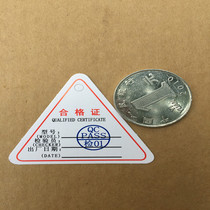 合格证
QUALIFIED CERTIFICATE
型号:
(MODEL)
QC
PASS
检01
检验员:
(CHECKER)
出厂日期:
(DATE)